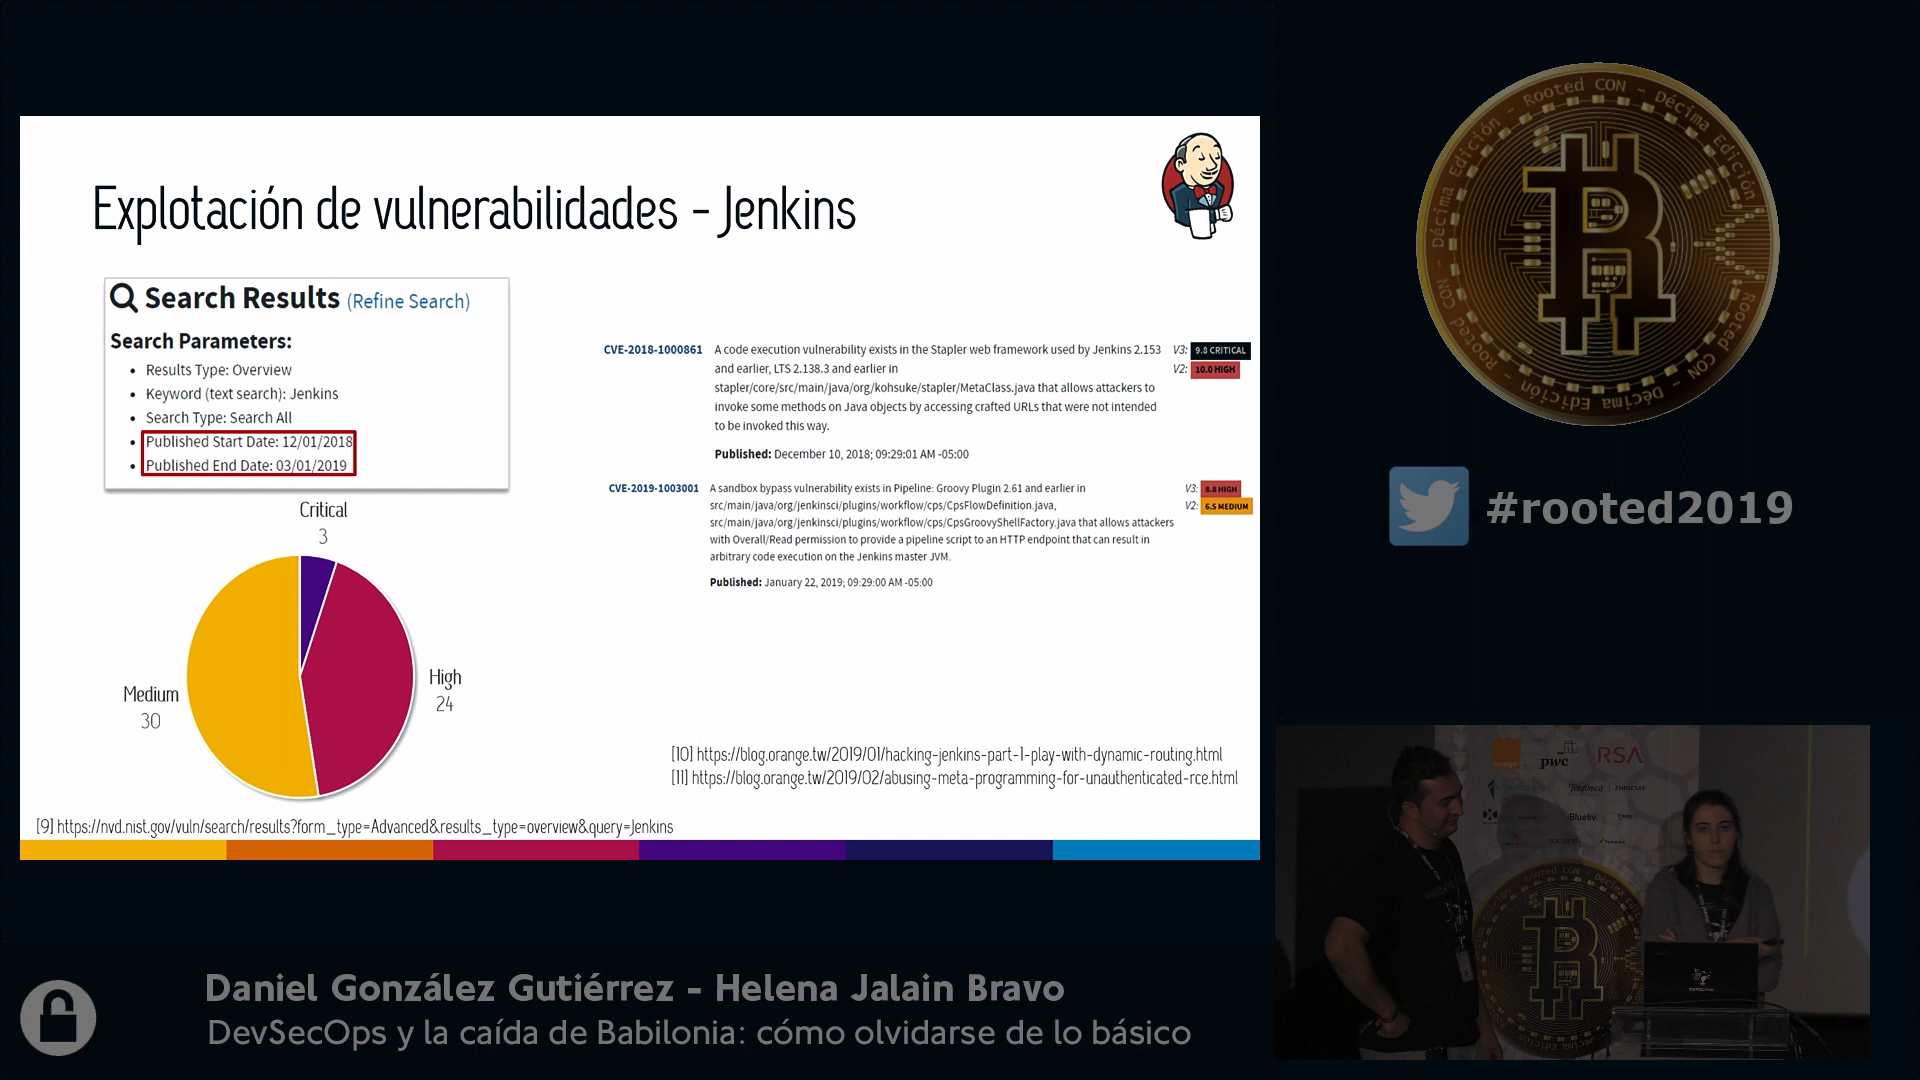 Explotación de vulnerabilidades - Jenkins
Search Results (Refine Search)
Search Parameters:
• Results Type: Overview
• Keyword (text search): Jenkins
• Search Type: Search All
• Published Start Date: 12/01/2018
• Published End Date: 03/01/2019
Critical
3
High
24
Medium
30
CVE-2018-1000861
A code execution vulnerability exists in the Stapler web framework used by Jenkins 2.153
and earlier, LTS 2.138.3 and earlier in
stapler/core/src/main/java/org/kohsuke/stapler/MetaClass.java that allows attackers to
invoke some methods on Java objects by accessing crafted URLs that were not intended
to be invoked this way.
Published: December 10, 2018; 09:29:01 AM -05:00
V3: 9.8 CRITICAL
V2: 10.0 HIGH
CVE-2019-1003001
A sandbox bypass vulnerability exists in Pipeline: Groovy Plugin 2.61 and earlier in
src/main/java/org/jenkinsci/plugins/workflow/cps/CpsFlowDefinition.java,
src/main/java/org/jenkinsci/plugins/workflow/cps/CpsGroovyShellFactory.java that allows attackers
with Overall/Read permission to provide a pipeline script to an HTTP endpoint that can result in
arbitrary code execution on the Jenkins master JVM.
Published: January 22, 2019; 09:29:00 AM -05:00
V3: 8.8 HIGH
V2: 6.5 MEDIUM
[10] https://blog.orange.tw/2019/01/hacking-jenkins-part-1-play-with-dynamic-routing.html
[11] https://blog.orange.tw/2019/02/abusing-meta-programming-for-unauthenticated-rce.html
[9] https://nvd.nist.gov/vuln/search/results?form_type=Advanced&results_type=overview&query=Jenkins
Rooted CON - Décima Edición - Rooted CON - Décima Edición - Rooted CON - Décima Edición
#rooted2019
orange
pwc
RSA
Telefónica EMPRESAS
Blueliv.
Daniel González Gutiérrez - Helena Jalain Bravo
DevSecOps y la caída de Babilonia: cómo olvidarse de lo básico